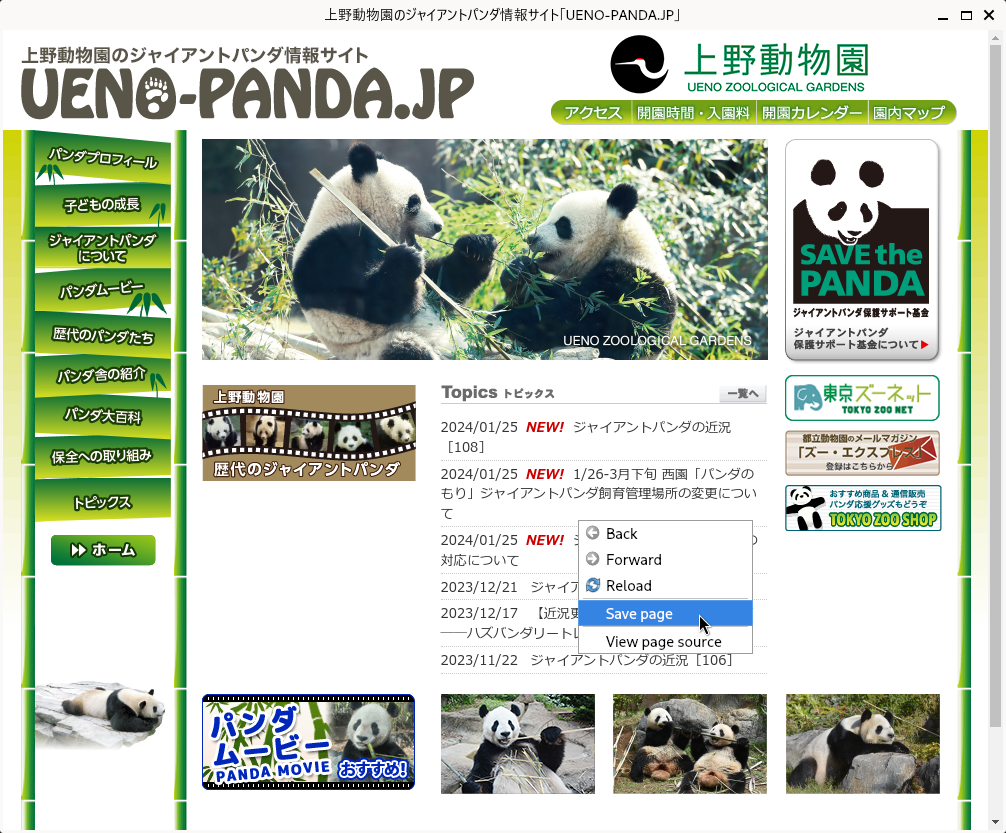 上野動物園のジャイアントパンダ情報サイト「UENO-PANDA.JP」
上野動物園のジャイアントパンダ情報サイト
UENO-PANDA.JP
上野動物園
UENO ZOOLOGICAL GARDENS
アクセス
開園時間・入園料
開園カレンダー
園内マップ
パンダプロフィール
子どもの成長
ジャイアントパンダ
について
パンダムービー
歴代のパンダたち
パンダ舎の紹介
パンダ大百科
保全への取り組み
トピックス
ホーム
UENO ZOOLOGICAL GARDENS
上野動物園
歴代のジャイアントパンダ
Topics トピックス
一覧へ
2024/01/25 NEW! ジャイアントパンダの近況
［108］
2024/01/25 NEW! 1/26-3月下旬 西園「パンダの
もり」ジャイアントパンダ飼育管理場所の変更につい
て
2024/01/25 NEW!
の
対応について
2023/12/21 ジャイア
2023/12/17 【近況更
──ハズバンダリートレ
2023/11/22 ジャイアントパンダの近況［106］
Back
Forward
Reload
Save page
View page source
SAVE the
PANDA
ジャイアントパンダ保護サポート基金
ジャイアントパンダ
保護サポート基金について▶
東京ズーネット
TOKYO ZOO NET
都立動物園のメールマガジン
「ズー・エクスプレス」
登録はこちらから
おすすめ商品 & 通信販売
パンダ応援グッズもどうぞ
TOKYO ZOO SHOP
パンダ
ムービー
PANDA MOVIE
おすすめ!